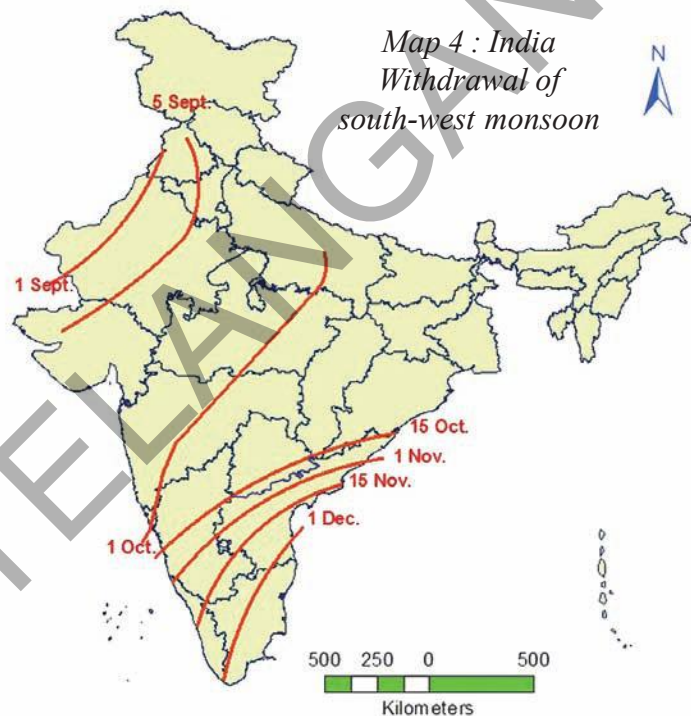 Map 4 : India
Withdrawal of
south-west monsoon
N
5 Sept.
1 Sept.
15 Oct.
1 Nov.
15 Nov.
1 Dec.
1 Oct.
500 250 0 500
Kilometers
TELANGAN